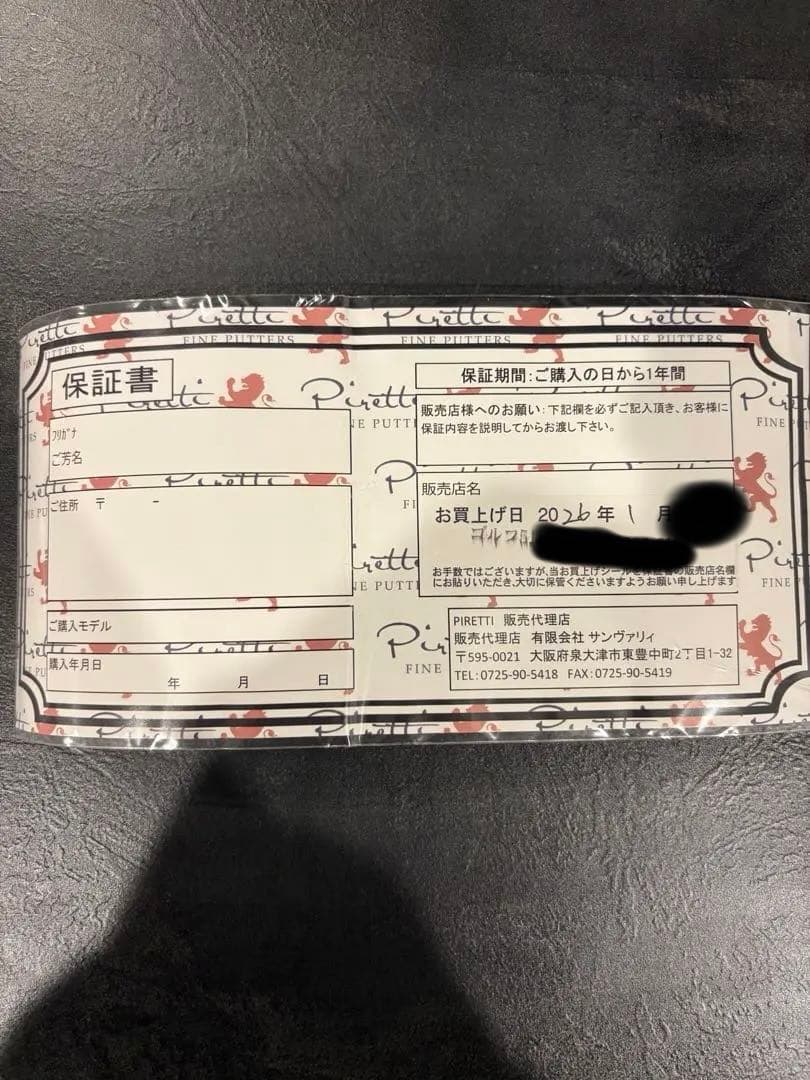 Piretti
FINE PUTTERS
保証書
フリガナ
ご芳名
ご住所 〒 -
ご購入モデル
購入年月日
年 月 日
保証期間:ご購入の日から1年間
販売店様へのお願い:下記欄を必ずご記入頂き、お客様に
保証内容を説明してからお渡し下さい。
販売店名
お買上げ日 2026年 1 月
ゴルフ5
お手数ではございますが、当お買上げシールを保証書の販売店名欄
にお貼りいただき、大切に保管くださいますようお願い申し上げます
PIRETTI 販売代理店
販売代理店 有限会社 サンヴァリィ
〒595-0021 大阪府泉大津市東豊中町2丁目1-32
TEL:0725-90-5418 FAX:0725-90-5419